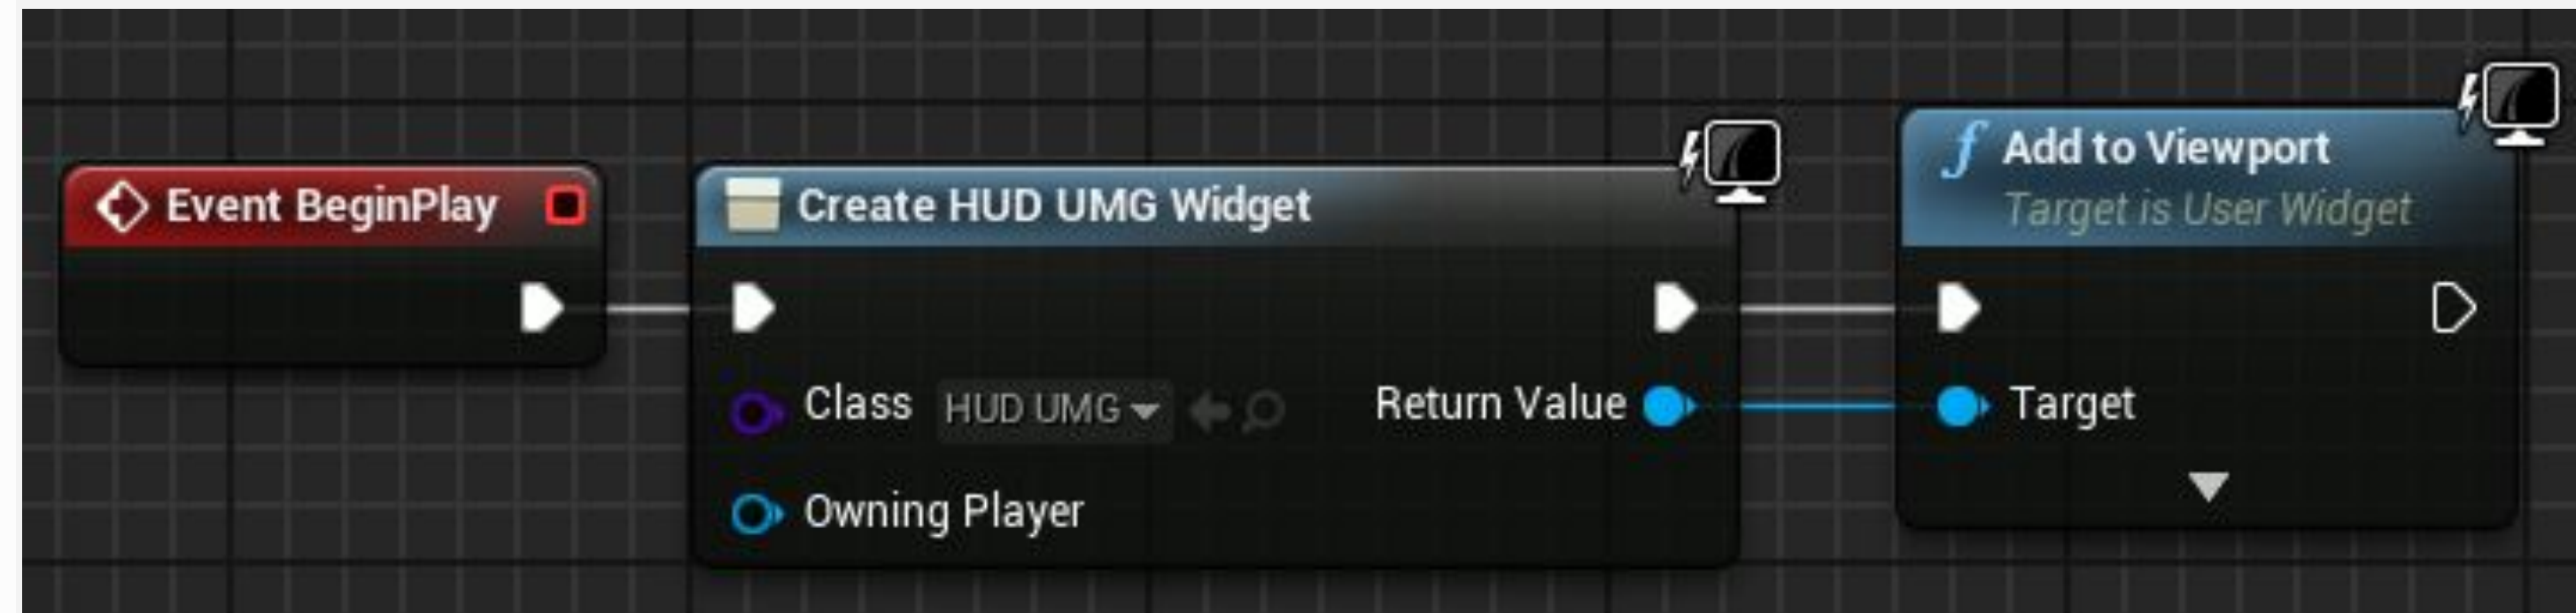 Event BeginPlay
Create HUD UMG Widget
Class HUD UMG
Return Value
Owning Player
f Add to Viewport
Target is User Widget
Target